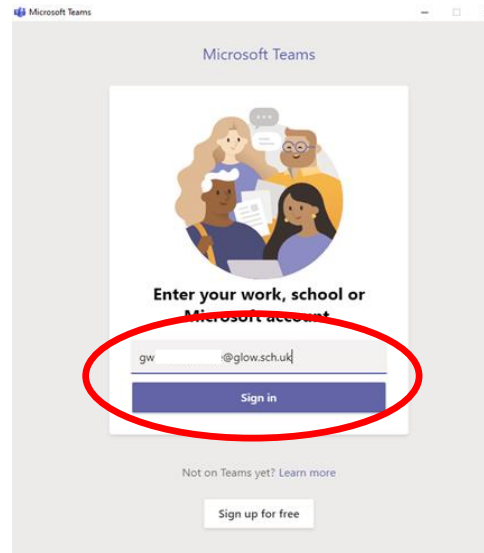 Microsoft Teams
Microsoft Teams
Enter your work, school or
Microsoft account
gw @glow.sch.uk
Sign in
Not on Teams yet? Learn more
Sign up for free